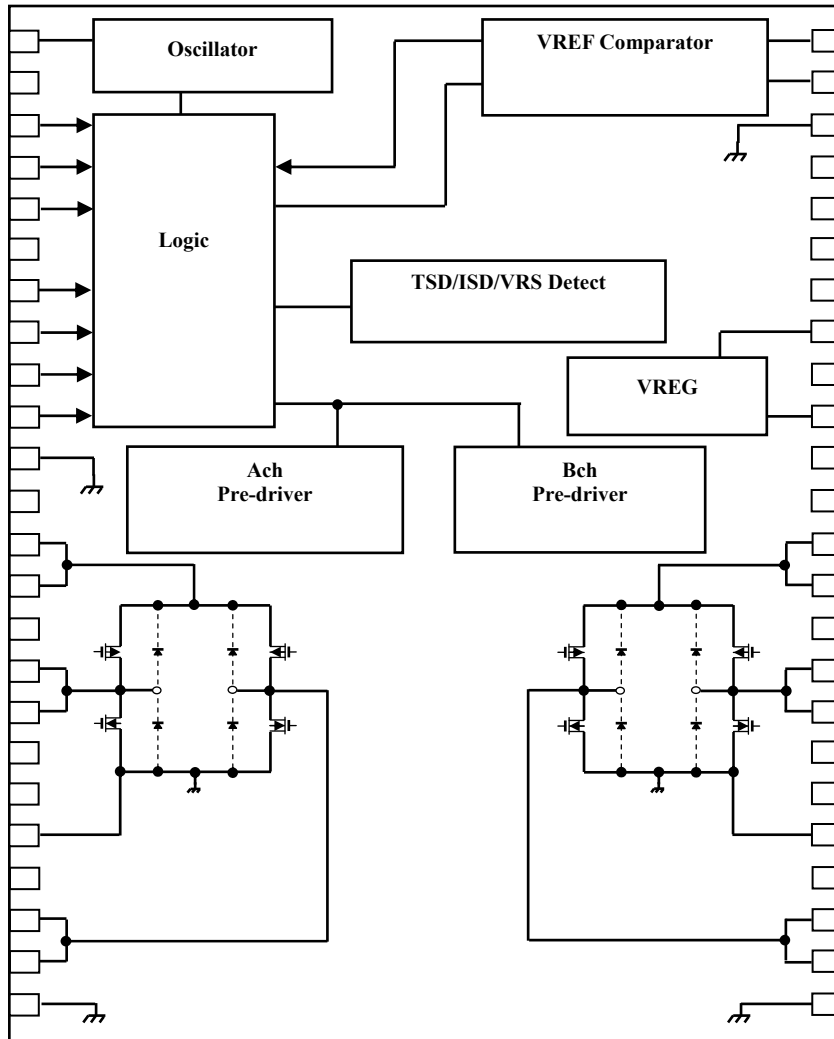 Oscillator
VREF Comparator
Logic
TSD/ISD/VRS Detect
VREG
Ach
Pre-driver
Bch
Pre-driver